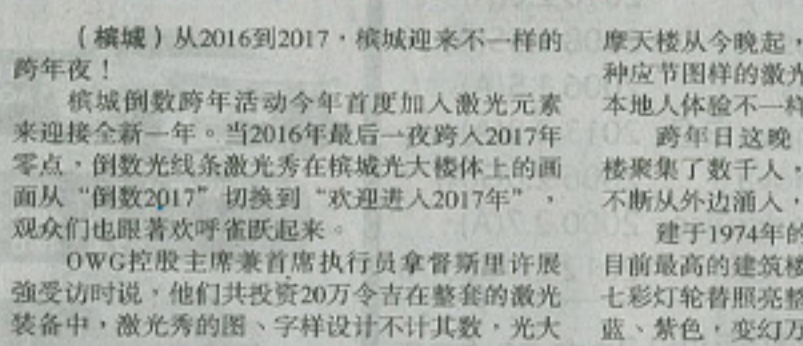 （槟城）从2016到2017，槟城迎来不一样的
跨年夜！
槟城倒数跨年活动今年首度加入激光元素
来迎接全新一年。当2016年最后一夜跨入2017年
零点，倒数光线条激光秀在槟城光大楼体上的画
面从“倒数2017”切换到“欢迎进入2017年”，
观众们也跟著欢呼雀跃起来。
OWG控股主席兼首席执行员拿督斯里许展
強受访时说，他们共投资20万令吉在整套的激光
装备中，激光秀的图、字样设计不计其数，光大
摩天楼从今晚起，
种应节图样的激光
本地人体验不一样
跨年日这晚
楼聚集了数千人，
不断从外边涌入，
建于1974年的
目前最高的建筑楼
七彩灯轮替照亮整
蓝、紫色，变幻万